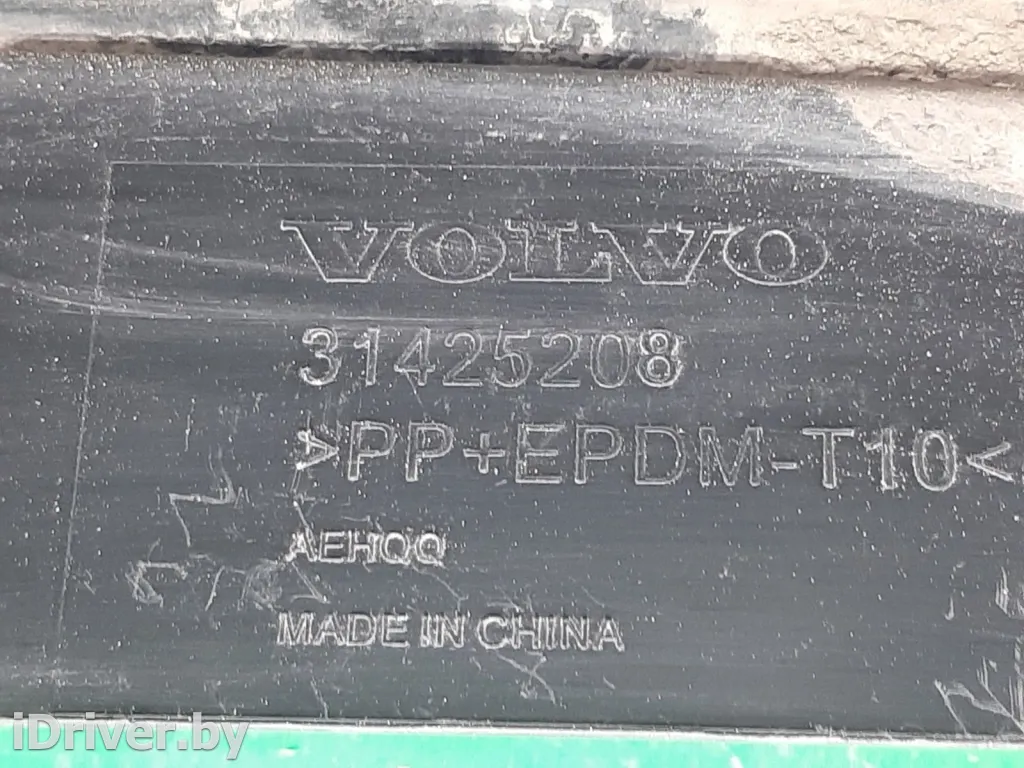 VOLVO
31425208
>PP+EPDM-T10<
AEHQQ
MADE IN CHINA
iDriver.by